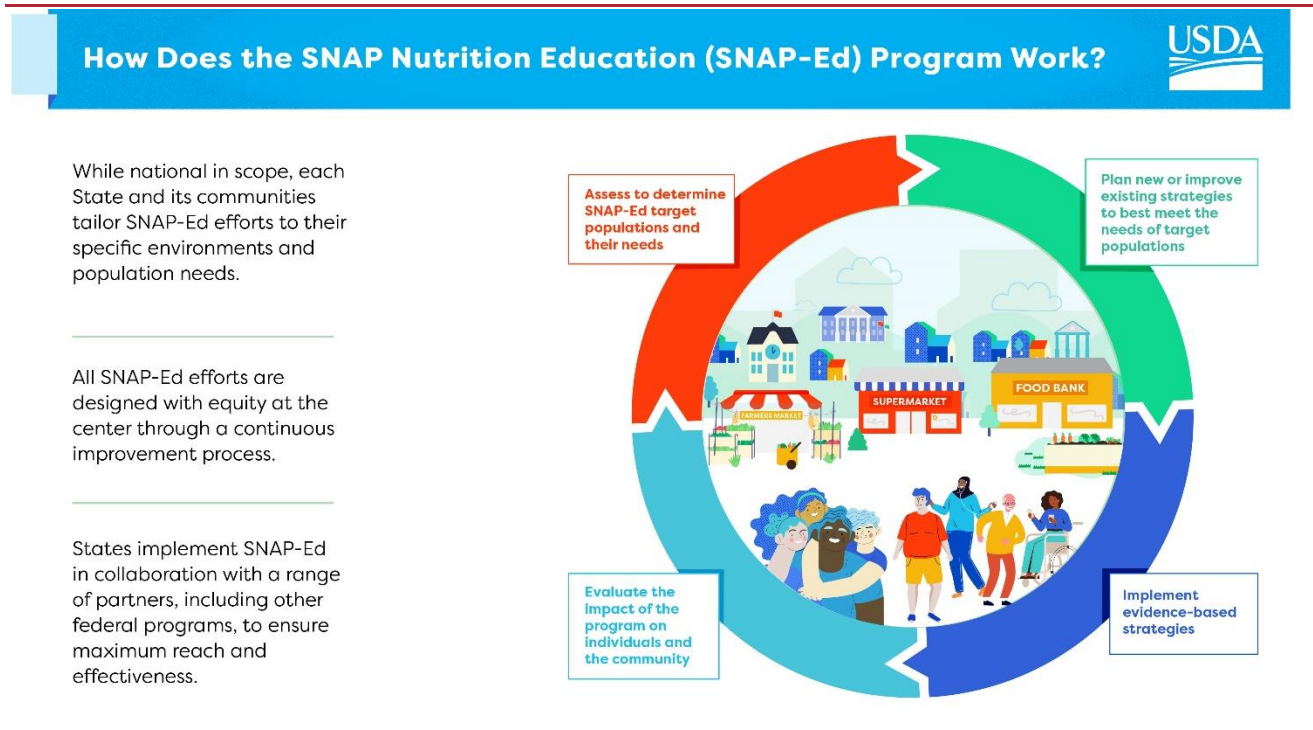 How Does the SNAP Nutrition Education (SNAP-Ed) Program Work?
USDA
While national in scope, each
State and its communities
tailor SNAP-Ed efforts to their
specific environments and
population needs.
All SNAP-Ed efforts are
designed with equity at the
center through a continuous
improvement process.
States implement SNAP-Ed
in collaboration with a range
of partners, including other
federal programs, to ensure
maximum reach and
effectiveness.
Assess to determine
SNAP-Ed target
populations and
their needs
Plan new or improve
existing strategies
to best meet the
needs of target
populations
FARMERS MARKET
SUPERMARKET
FOOD BANK
Evaluate the
impact of the
program on
individuals and
the community
Implement
evidence-based
strategies